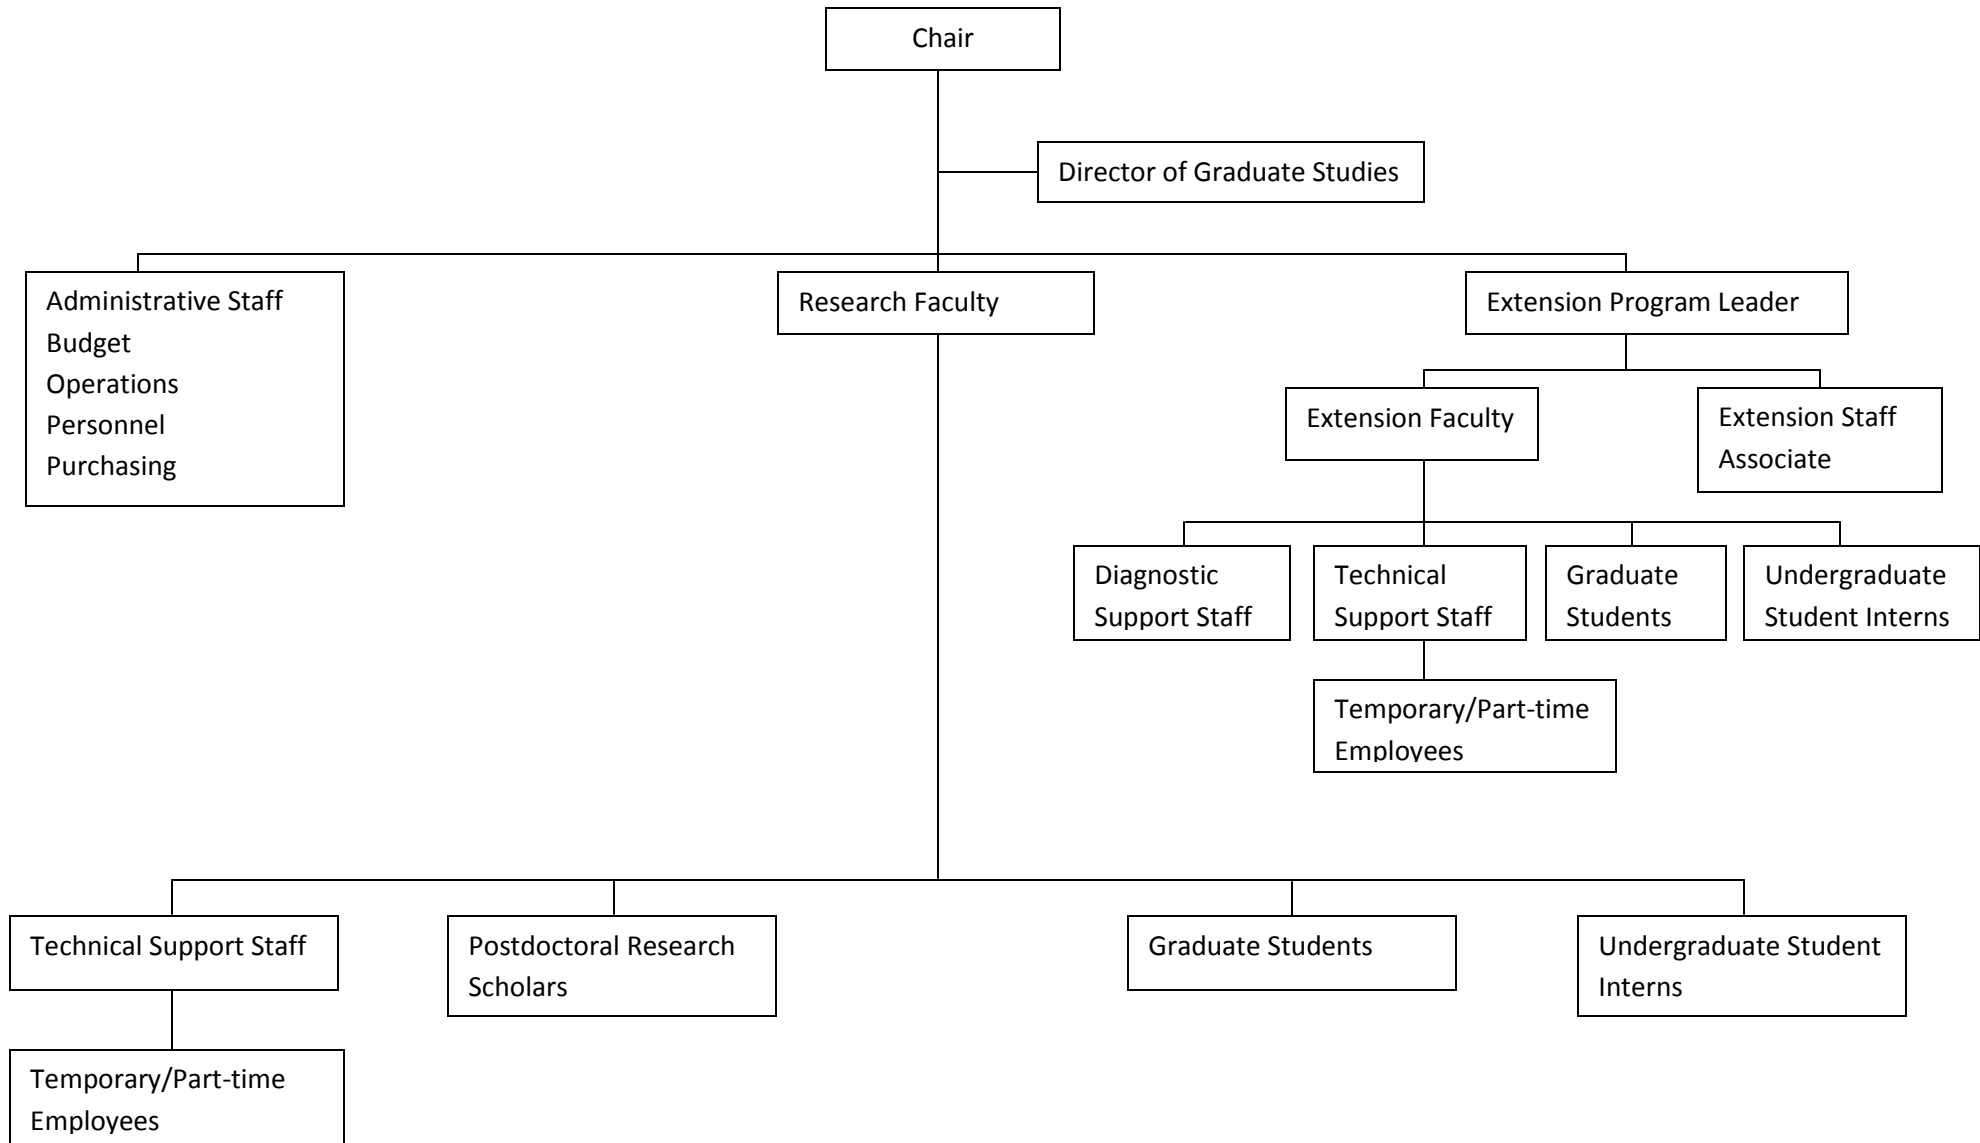 Chair
Director of Graduate Studies
Administrative Staff
Budget
Operations
Personnel
Purchasing
Research Faculty
Extension Program Leader
Extension Faculty
Extension Staff
Associate
Diagnostic
Support Staff
Technical
Support Staff
Graduate
Students
Undergraduate
Student Interns
Temporary/Part-time
Employees
Technical Support Staff
Postdoctoral Research
Scholars
Graduate Students
Undergraduate Student
Interns
Temporary/Part-time
Employees